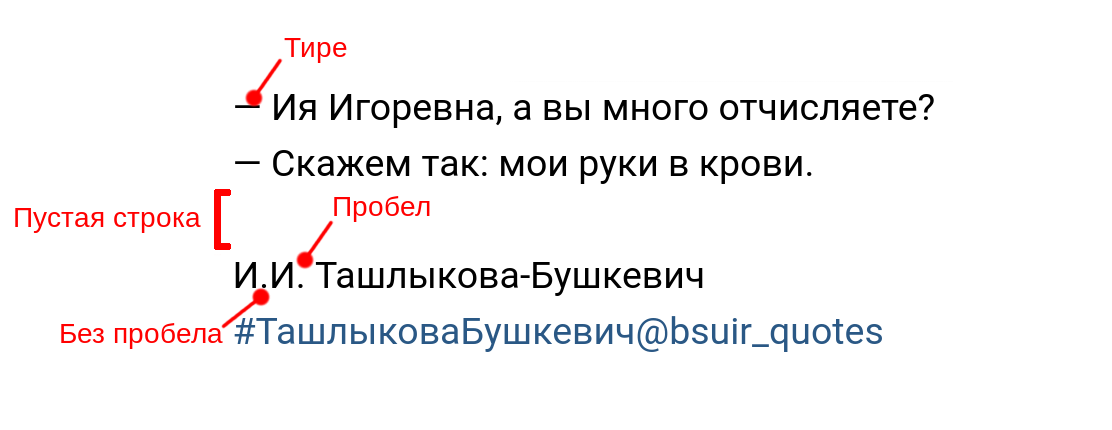 Тире
— Ия Игоревна, а вы много отчисляете?
— Скажем так: мои руки в крови.
Пустая строка
Пробел
И.И. Ташлыкова-Бушкевич
Без пробела
#ТашлыковаБушкевич@bsuir_quotes